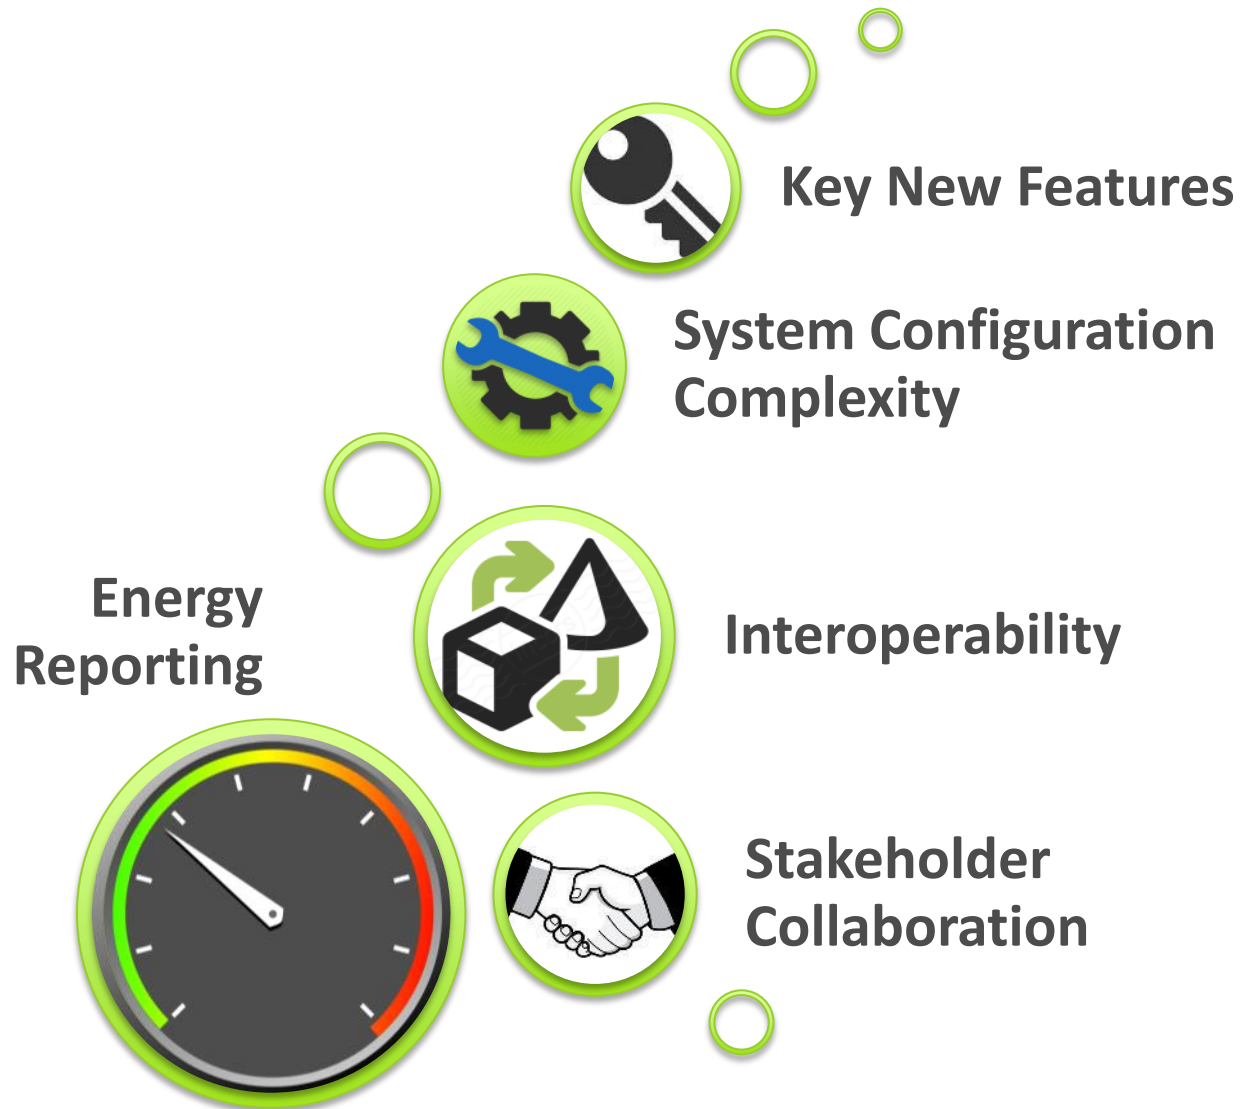 Key New Features
System Configuration
Complexity
Energy
Reporting
Interoperability
Stakeholder
Collaboration